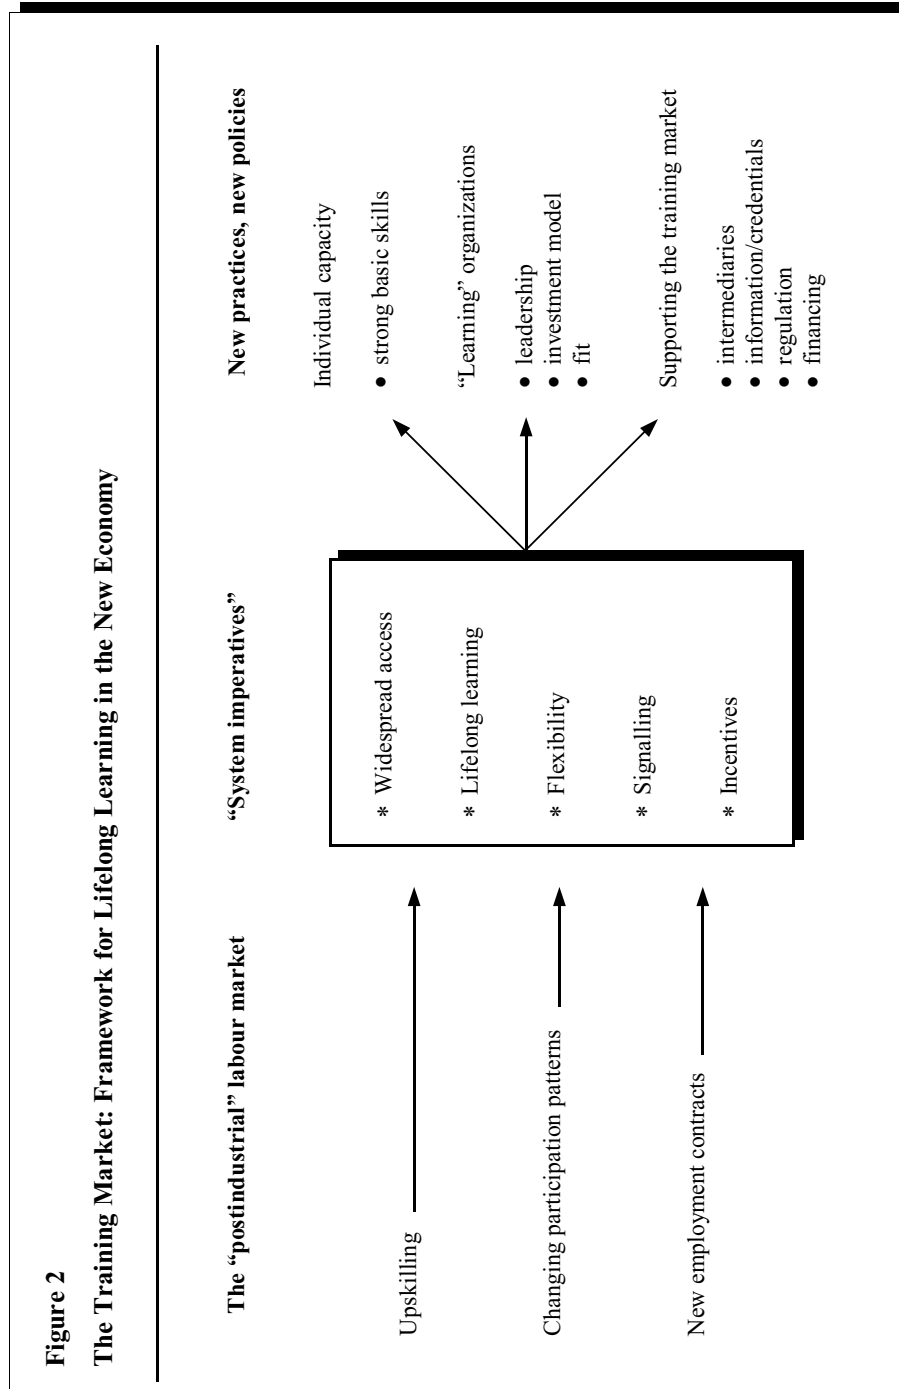 Figure 2
The Training Market: Framework for Lifelong Learning in the New Economy
The “postindustrial” labour market
Upskilling
Changing participation patterns
New employment contracts
“System imperatives”
* Widespread access
* Lifelong learning
* Flexibility
* Signalling
* Incentives
New practices, new policies
Individual capacity
● strong basic skills
“Learning” organizations
● leadership
● investment model
● fit
Supporting the training market
● intermediaries
● information/credentials
● regulation
● financing